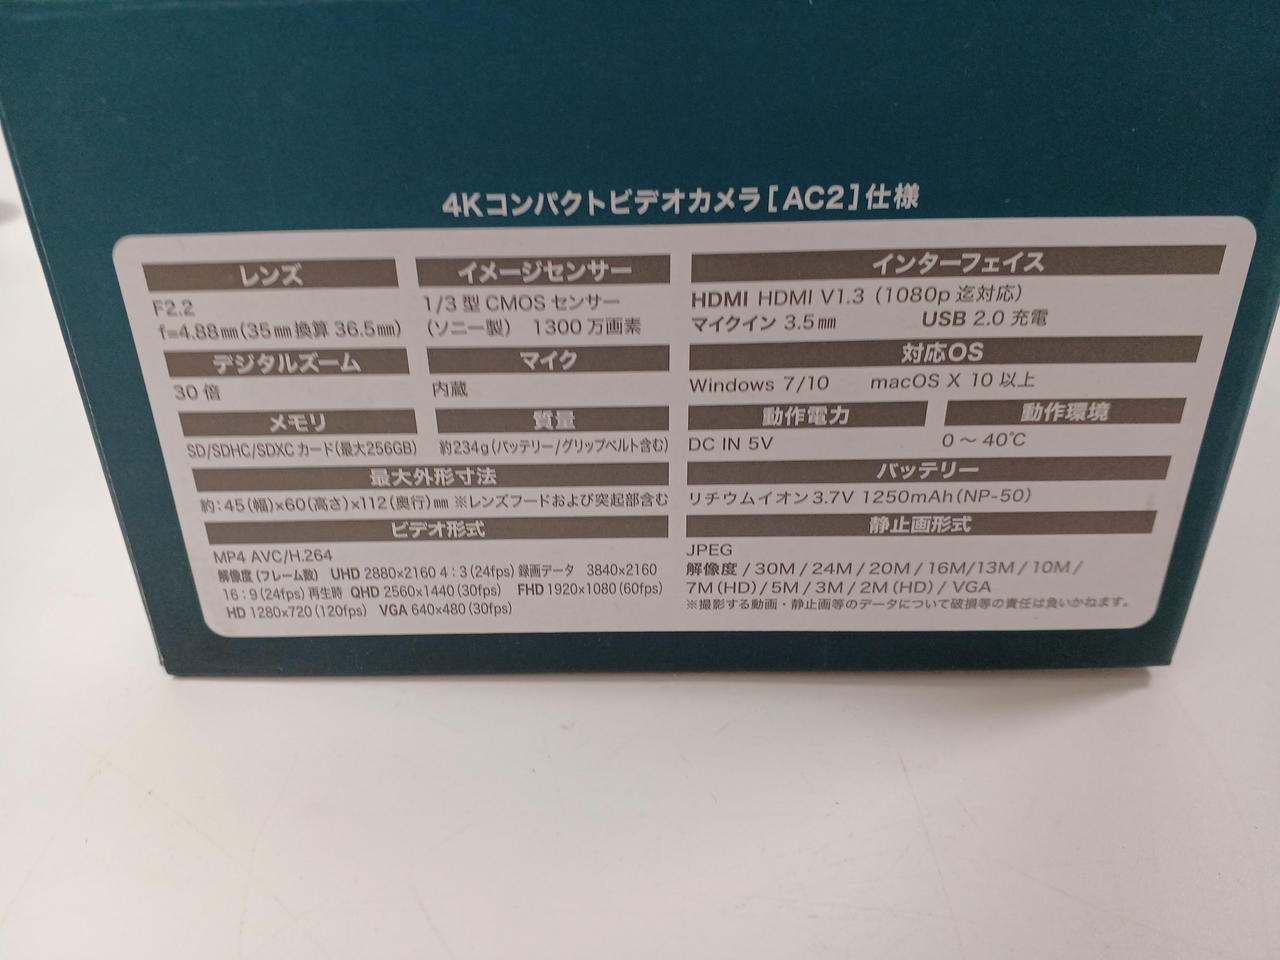 4Kコンパクトビデオカメラ[AC2]仕様
レンズ
F2.2
f=4.88㎜(35㎜換算 36.5㎜)
イメージセンサー
1/3 型 CMOS センサー
(ソニー製) 1300 万画素
インターフェイス
HDMI HDMI V1.3 (1080p 迄対応)
マイクイン 3.5㎜ USB 2.0 充電
デジタルズーム
30 倍
マイク
内蔵
対応OS
Windows 7/10 macOS X 10 以上
メモリ
SD/SDHC/SDXC カード(最大256GB)
質量
約234g(バッテリー/グリップベルト含む)
動作電力
DC IN 5V
動作環境
0 ～ 40℃
最大外形寸法
約:45(幅)×60(高さ)×112(奥行)㎜ ※レンズフードおよび突起部含む
バッテリー
リチウムイオン3.7V 1250mAh(NP-50)
ビデオ形式
MP4 AVC/H.264
解像度 (フレーム数) UHD 2880×2160 4：3 (24fps) 録画データ 3840×2160
16：9 (24fps) 再生時 QHD 2560×1440 (30fps) FHD 1920×1080 (60fps)
HD 1280×720 (120fps) VGA 640×480 (30fps)
静止画形式
JPEG
解像度 / 30M / 24M / 20M / 16M/13M / 10M /
7M (HD) / 5M / 3M / 2M (HD) / VGA
※撮影する動画・静止画等のデータについて破損等の責任は負いかねます。